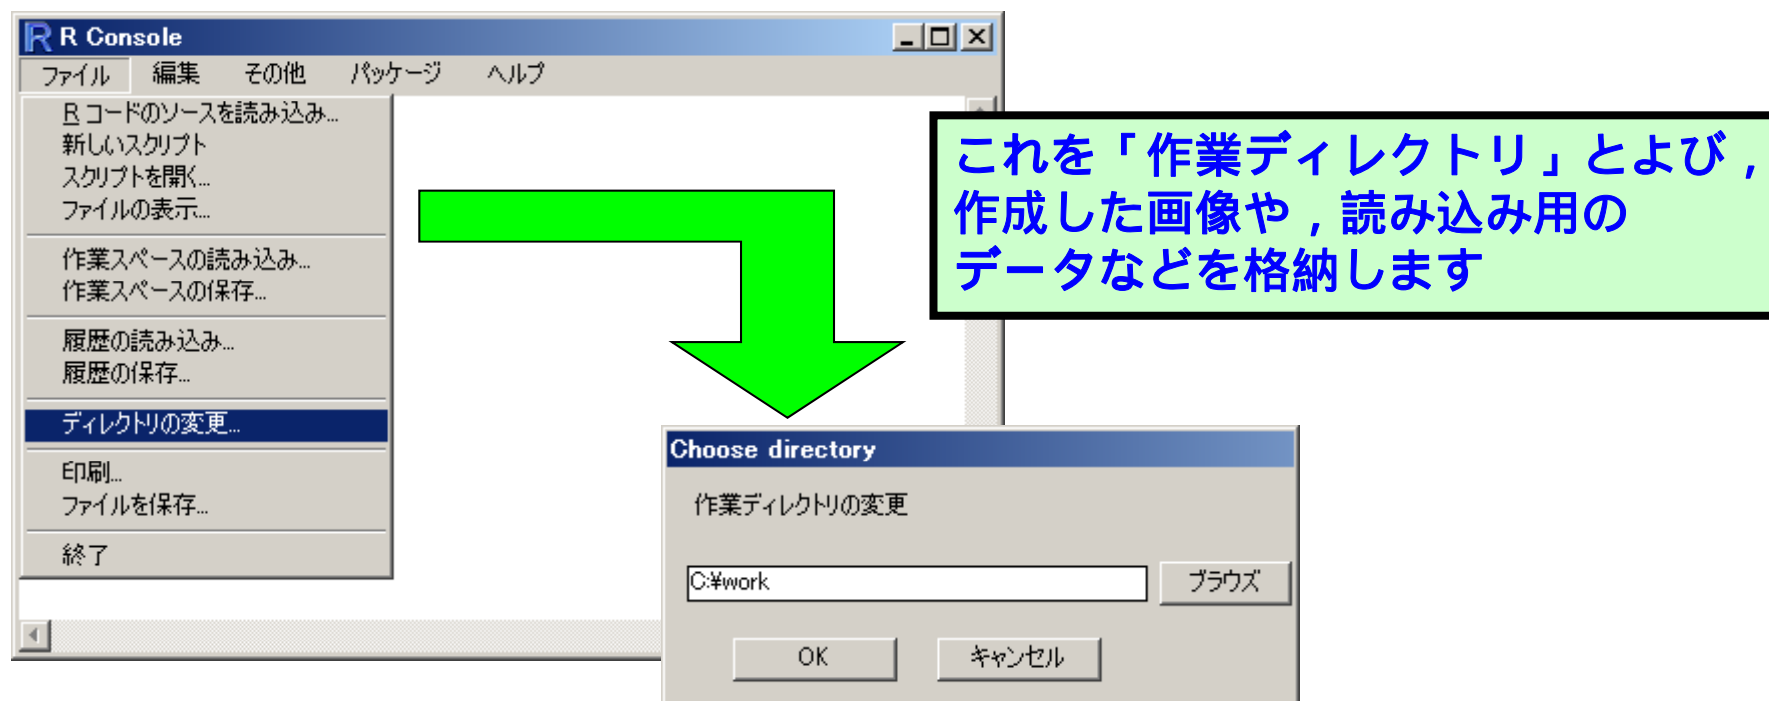 R Console
ファイル 編集 その他 パッケージ ヘルプ
R コードのソースを読み込み...
新しいスクリプト
スクリプトを開く...
ファイルの表示...
作業スペースの読み込み...
作業スペースの保存...
履歴の読み込み...
履歴の保存...
ディレクトリの変更...
印刷...
ファイルを保存...
終了
これを「作業ディレクトリ」とよび，
作成した画像や，読み込み用の
データなどを格納します
Choose directory
作業ディレクトリの変更
C:¥work
ブラウズ
OK キャンセル